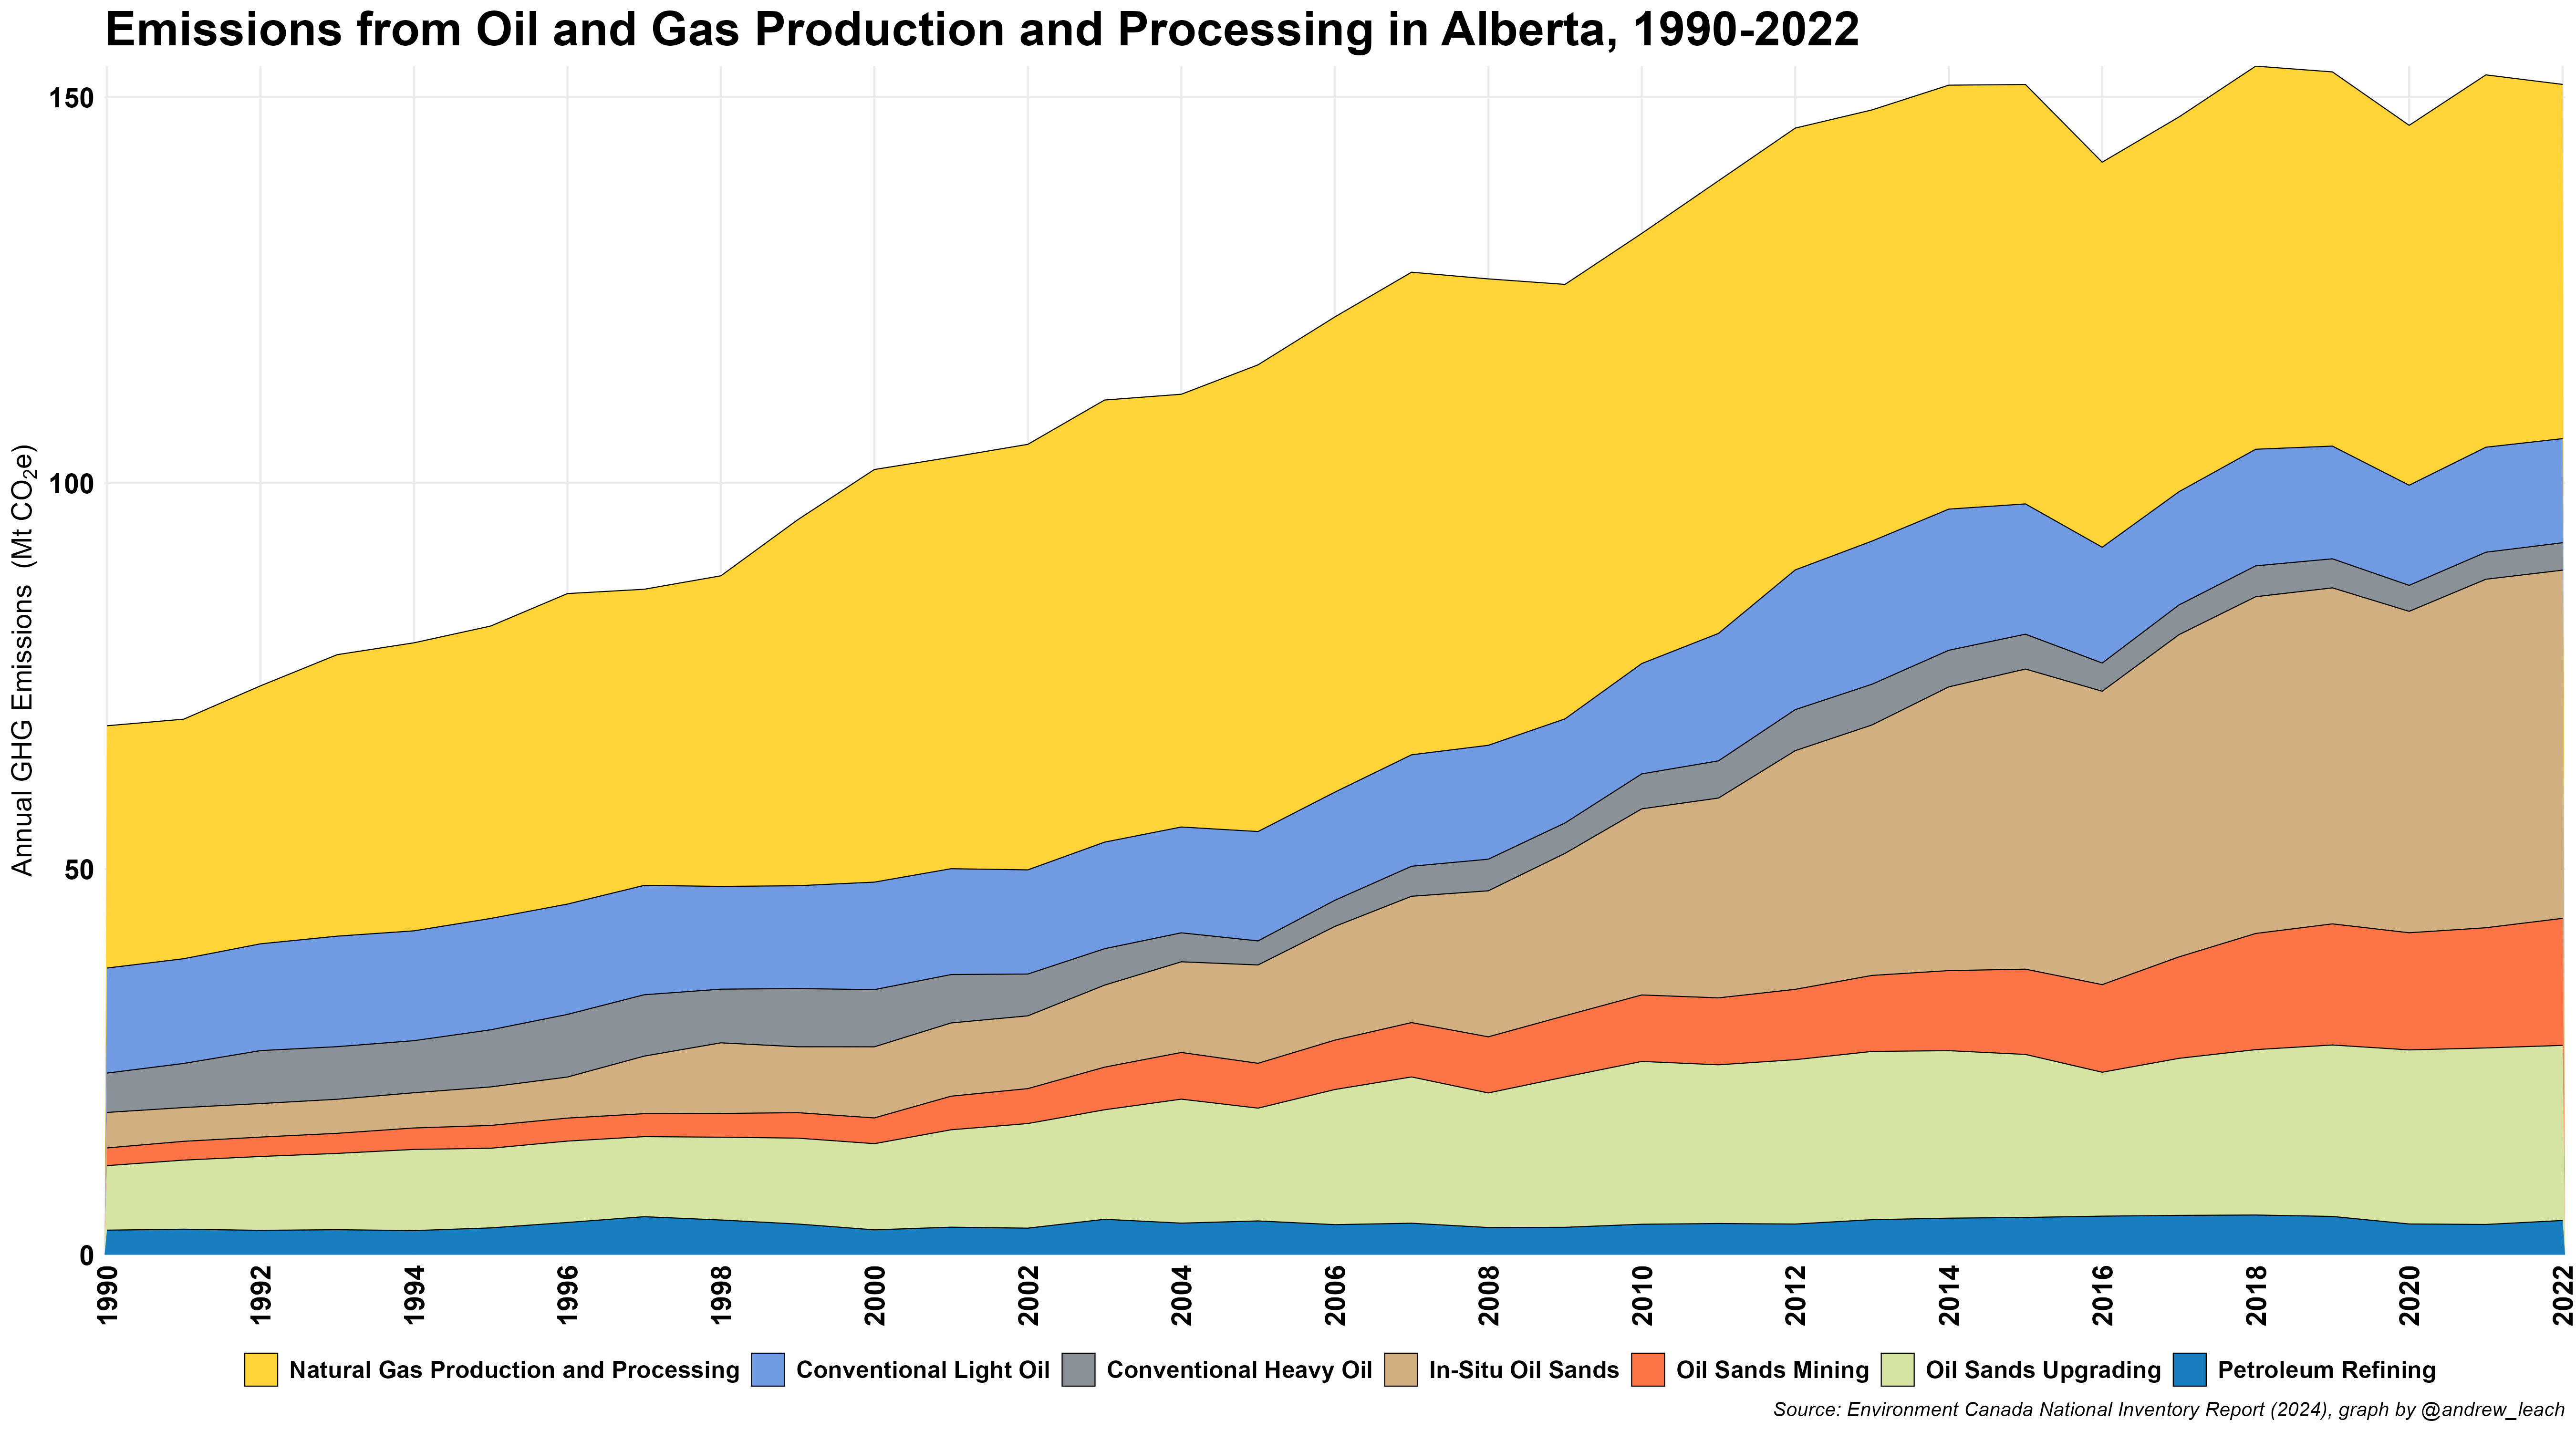 Emissions from Oil and Gas Production and Processing in Alberta, 1990-2022
Annual GHG Emissions (Mt CO₂e)
150
100
50
0
1990
1992
1994
1996
1998
2000
2002
2004
2006
2008
2010
2012
2014
2016
2018
2020
2022
Natural Gas Production and Processing
Conventional Light Oil
Conventional Heavy Oil
In-Situ Oil Sands
Oil Sands Mining
Oil Sands Upgrading
Petroleum Refining
Source: Environment Canada National Inventory Report (2024), graph by @andrew_leach